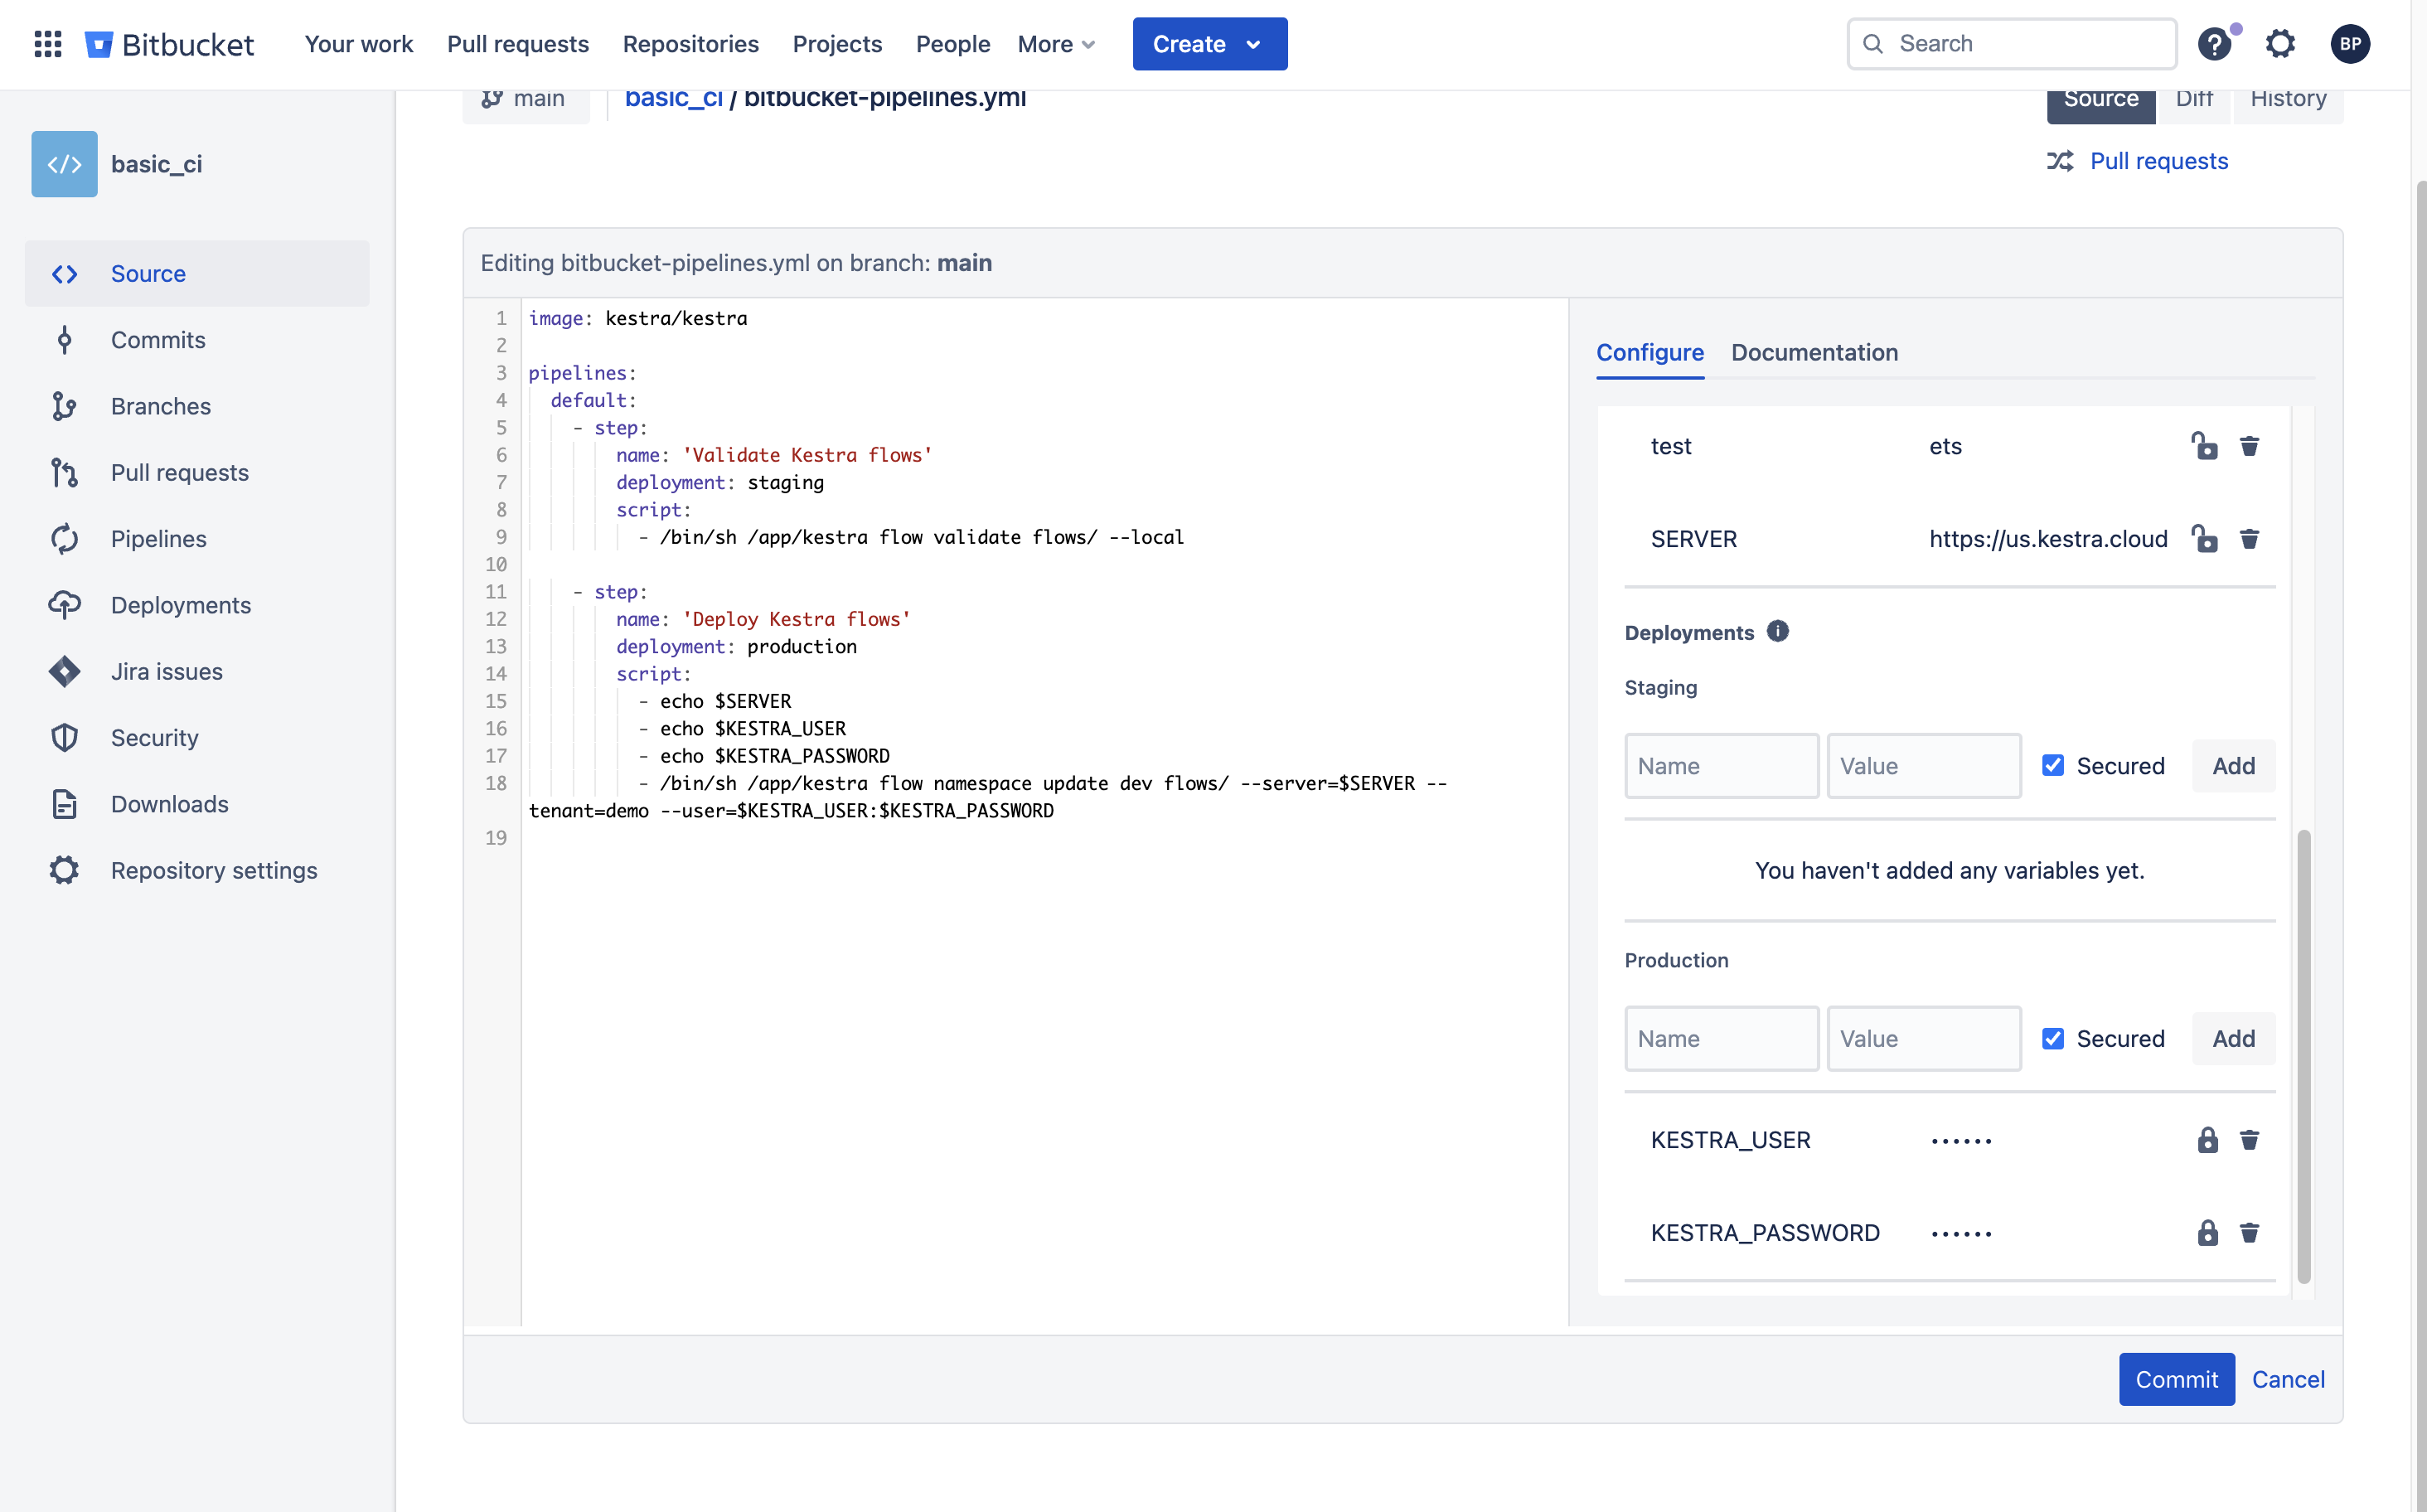 Bitbucket
Your work
Pull requests
Repositories
Projects
People
More
Create
Search
BP
basic_ci
Source
Commits
Branches
Pull requests
Pipelines
Deployments
Jira issues
Security
Downloads
Repository settings
main
basic_ci / bitbucket-pipelines.yml
Source
Diff
History
Pull requests
Editing bitbucket-pipelines.yml on branch: main
1 image: kestra/kestra
2
3 pipelines:
4 default:
5 - step:
6 name: 'Validate Kestra flows'
7 deployment: staging
8 script:
9 - /bin/sh /app/kestra flow validate flows/ --local
10
11 - step:
12 name: 'Deploy Kestra flows'
13 deployment: production
14 script:
15 - echo $SERVER
16 - echo $KESTRA_USER
17 - echo $KESTRA_PASSWORD
18 - /bin/sh /app/kestra flow namespace update dev flows/ --server=$SERVER --
tenant=demo --user=$KESTRA_USER:$KESTRA_PASSWORD
19
Configure
Documentation
test ets
SERVER https://us.kestra.cloud
Deployments
Staging
Name Value Secured Add
You haven't added any variables yet.
Production
Name Value Secured Add
KESTRA_USER ······
KESTRA_PASSWORD ······
Commit Cancel